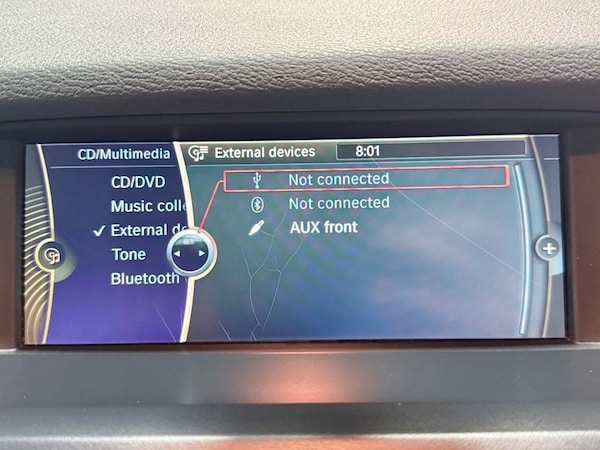 CD/Multimedia
External devices
8:01
CD/DVD
Music coll
External de
Tone
Bluetooth
Not connected
Not connected
AUX front